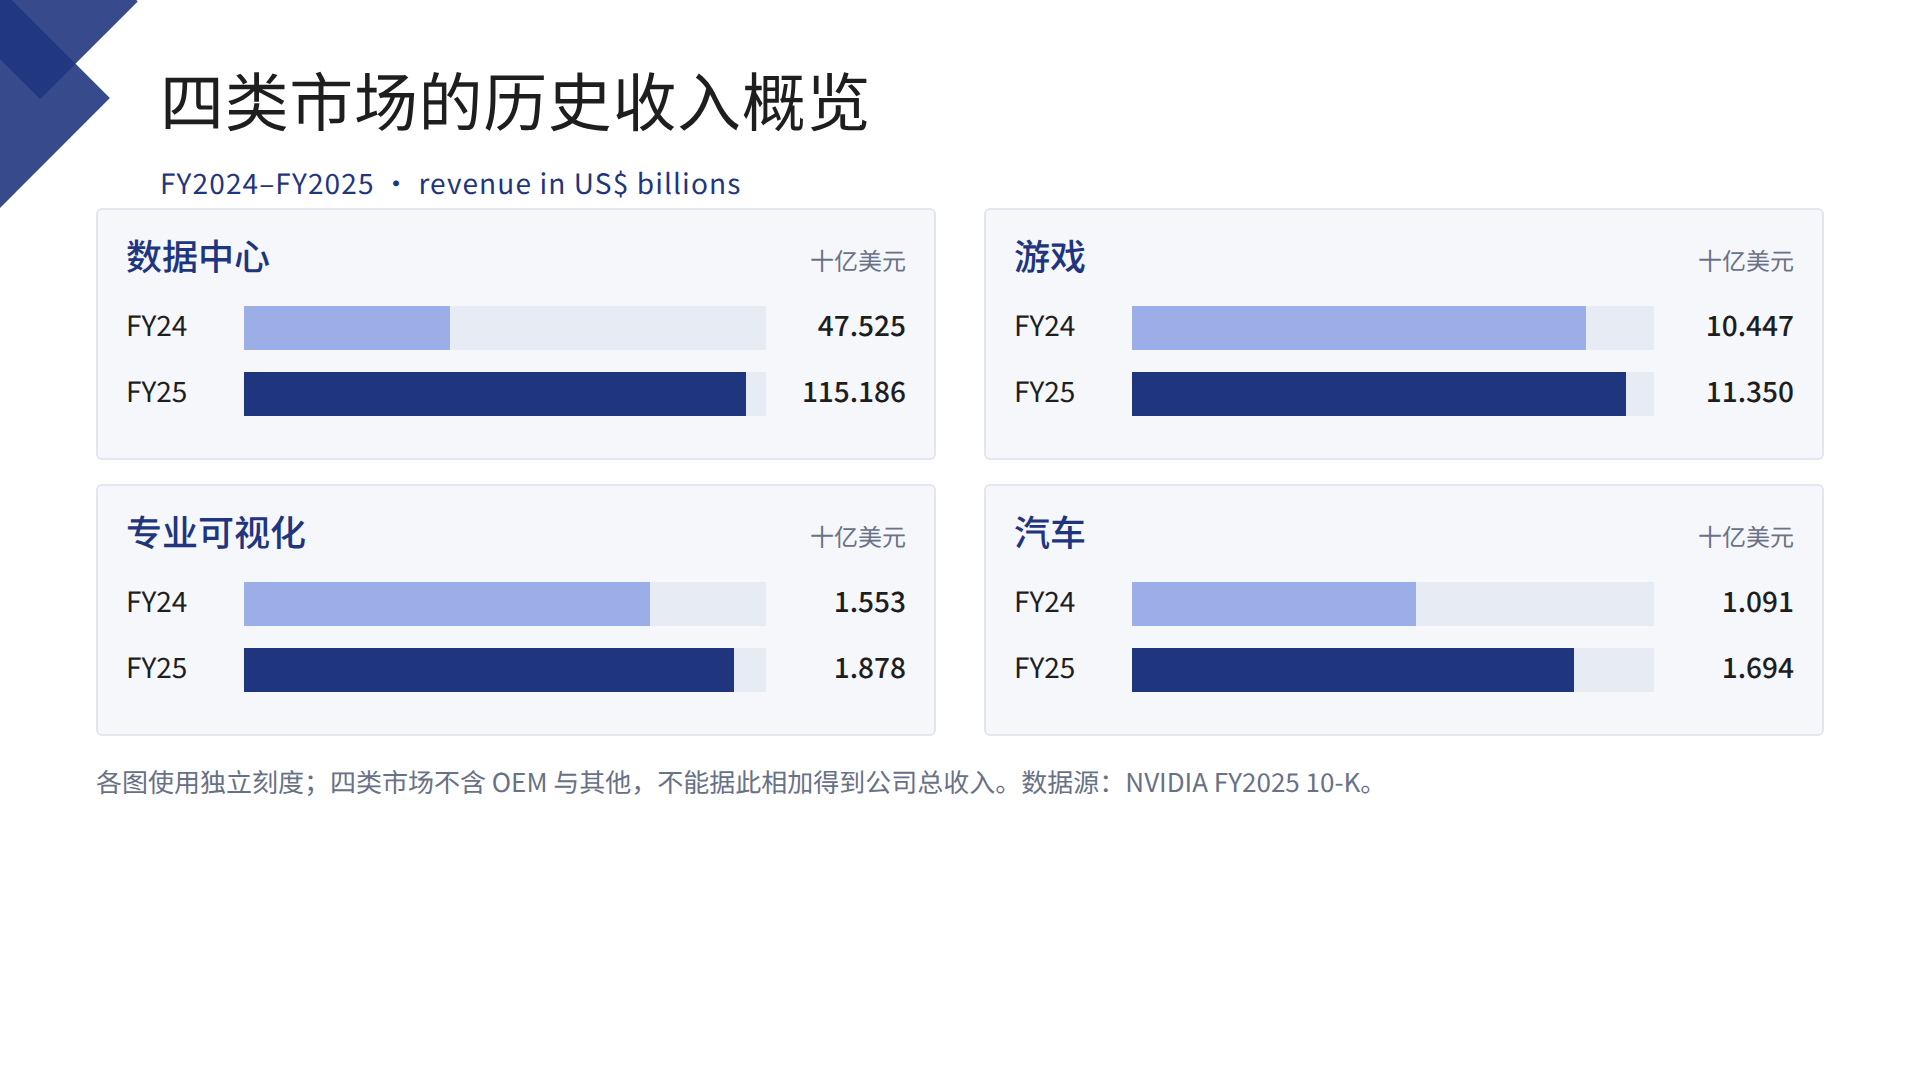 四类市场的历史收入概览
FY2024–FY2025 · revenue in US$ billions
数据中心 十亿美元
FY24 47.525
FY25 115.186
游戏 十亿美元
FY24 10.447
FY25 11.350
专业可视化 十亿美元
FY24 1.553
FY25 1.878
汽车 十亿美元
FY24 1.091
FY25 1.694
各图使用独立刻度；四类市场不含 OEM 与其他，不能据此相加得到公司总收入。数据源：NVIDIA FY2025 10-K。